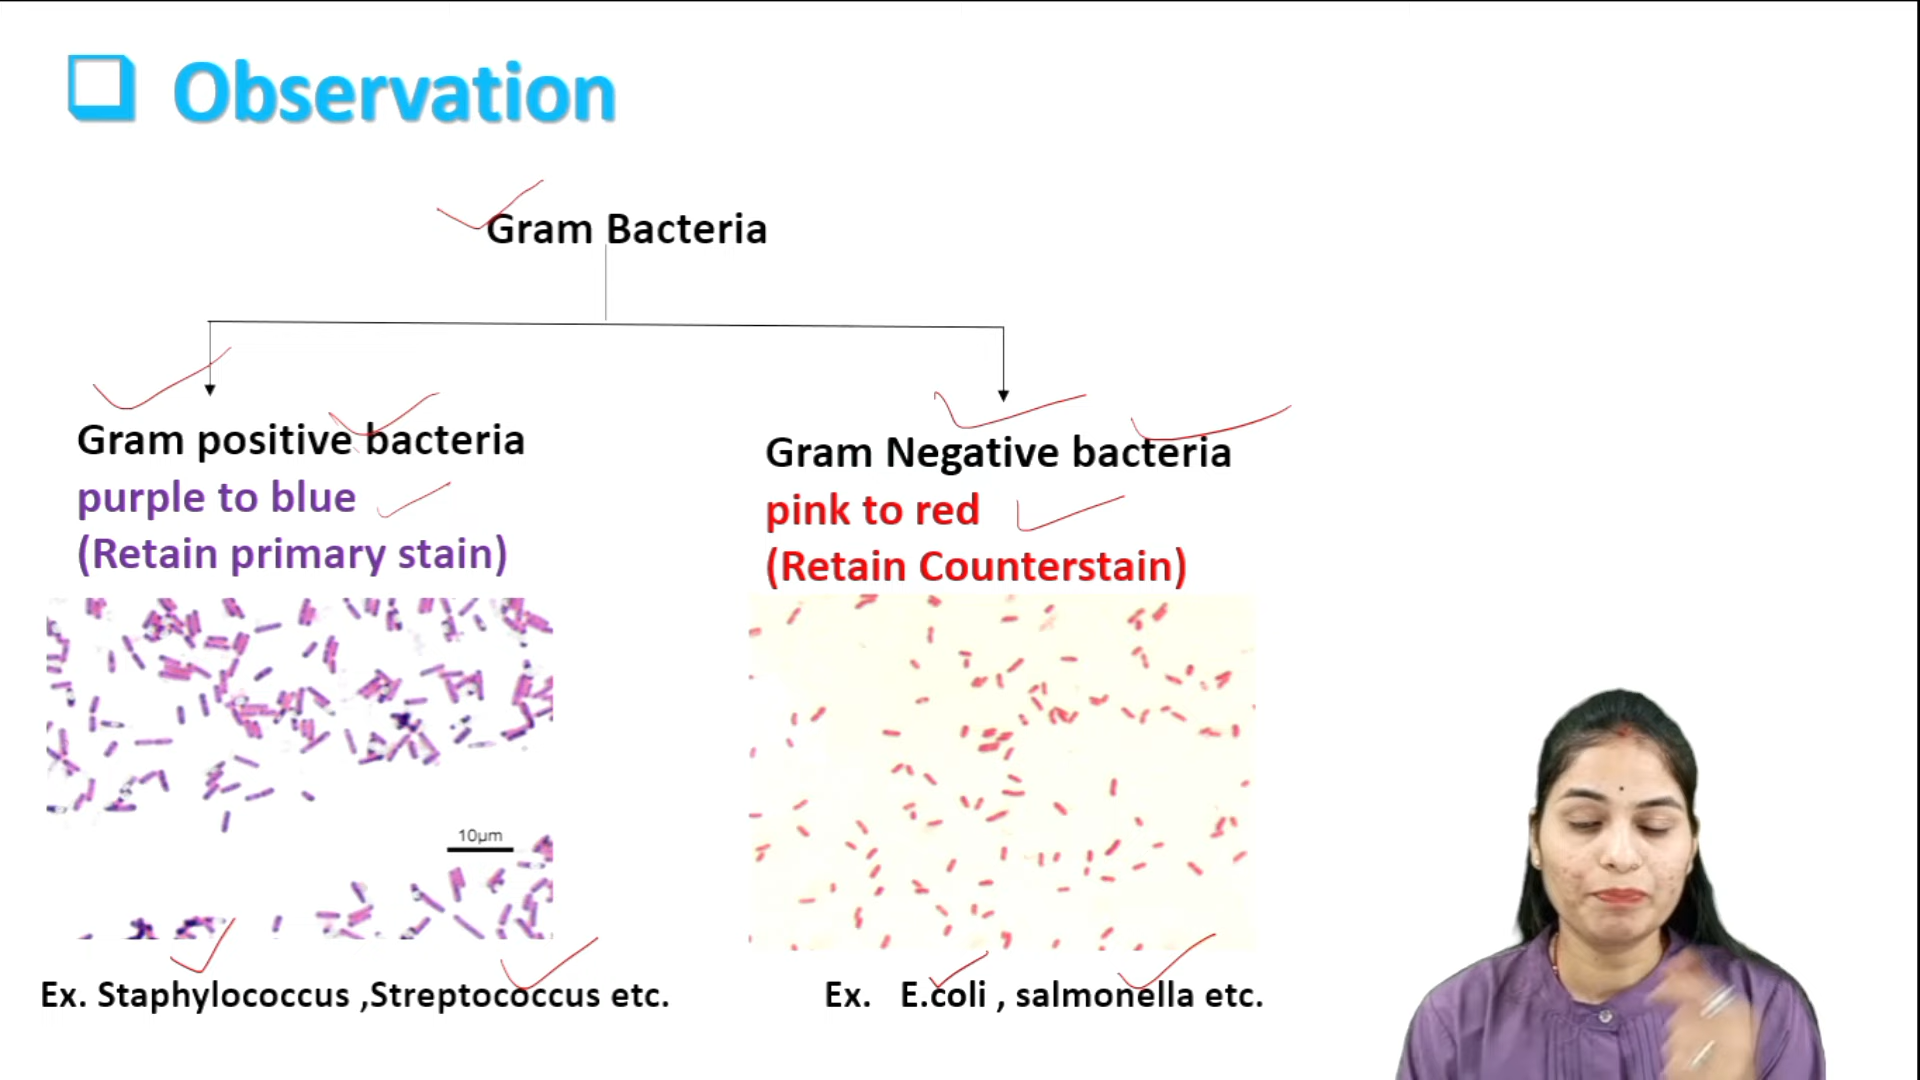 Observation
Gram Bacteria
Gram positive bacteria
purple to blue
(Retain primary stain)
Gram Negative bacteria
pink to red
(Retain Counterstain)
10µm
Ex. Staphylococcus ,Streptococcus etc.
Ex. E.coli , salmonella etc.